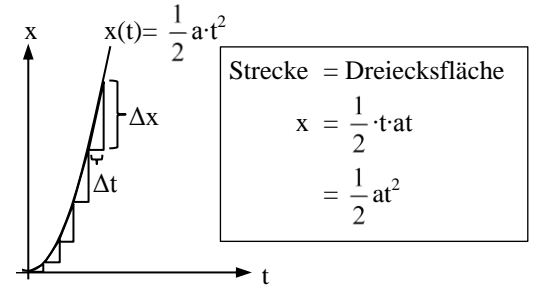 x
x(t)= 1/2 a·t²
Δx
Δt
t
Strecke = Dreiecksfläche
x = 1/2 ·t·at
= 1/2 at²